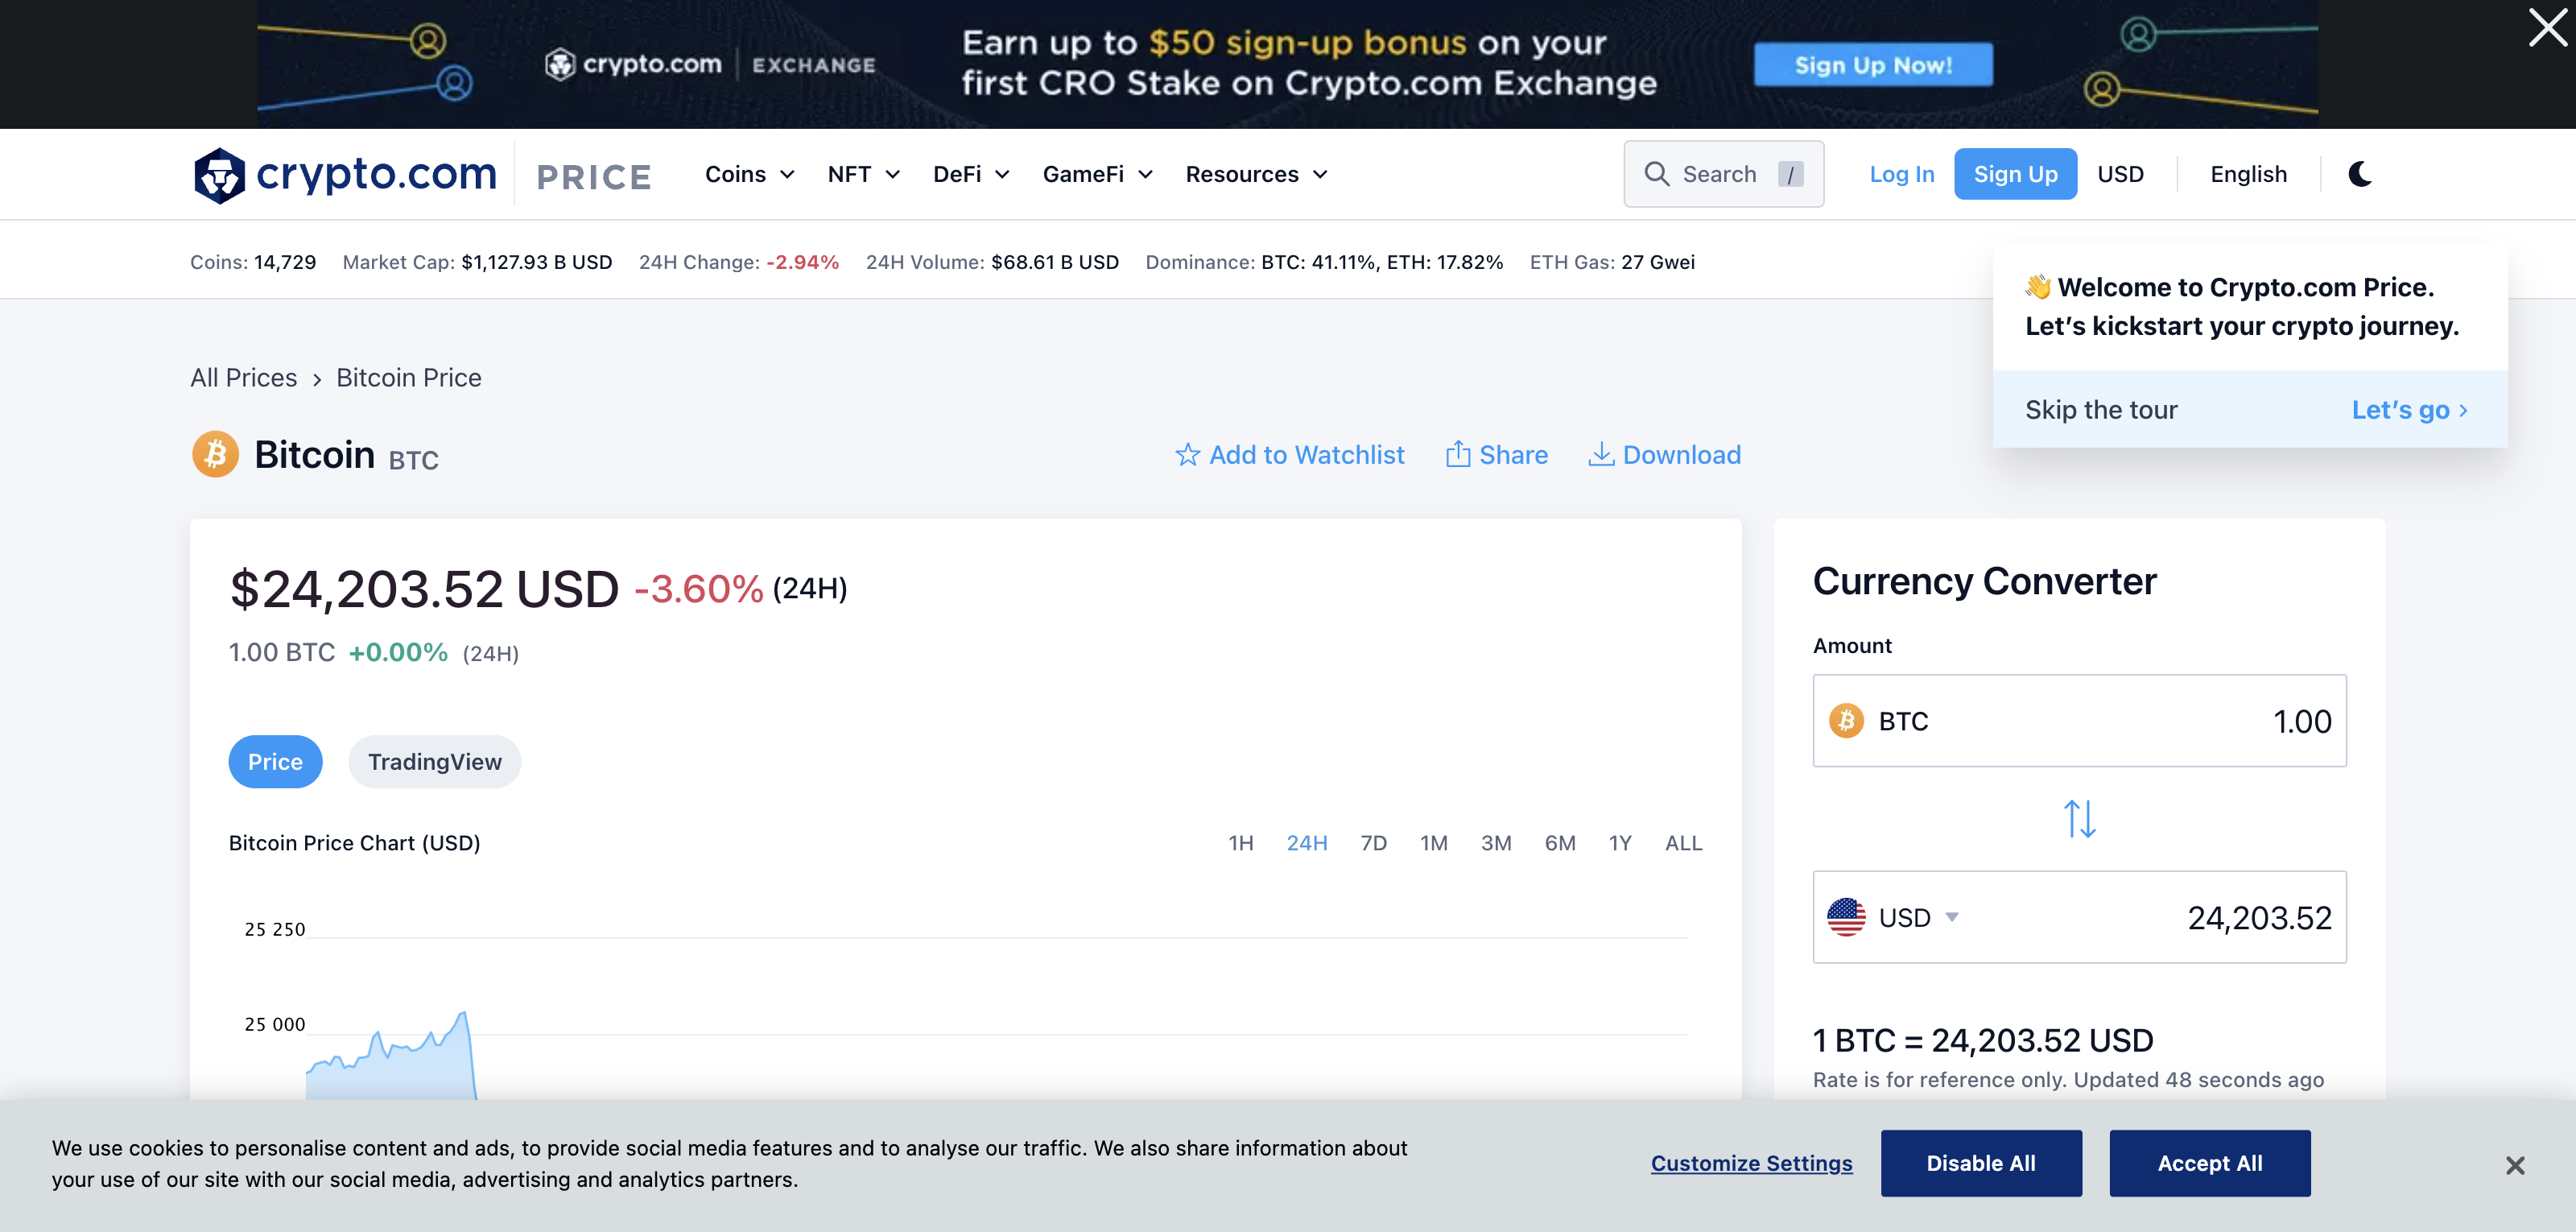 crypto.com | EXCHANGE
Earn up to $50 sign-up bonus on your
first CRO Stake on Crypto.com Exchange
Sign Up Now!
crypto.com PRICE Coins NFT DeFi GameFi Resources Search / Log In Sign Up USD English
Coins: 14,729 Market Cap: $1,127.93 B USD 24H Change: -2.94% 24H Volume: $68.61 B USD Dominance: BTC: 41.11%, ETH: 17.82% ETH Gas: 27 Gwei
👋 Welcome to Crypto.com Price.
Let’s kickstart your crypto journey.
Skip the tour Let’s go ›
All Prices › Bitcoin Price
Bitcoin BTC Add to Watchlist Share Download
$24,203.52 USD -3.60% (24H)
1.00 BTC +0.00% (24H)
Price TradingView
Bitcoin Price Chart (USD) 1H 24H 7D 1M 3M 6M 1Y ALL
25 250
25 000
Currency Converter
Amount
BTC 1.00
USD 24,203.52
1 BTC = 24,203.52 USD
Rate is for reference only. Updated 48 seconds ago
We use cookies to personalise content and ads, to provide social media features and to analyse our traffic. We also share information about
your use of our site with our social media, advertising and analytics partners.
Customize Settings Disable All Accept All